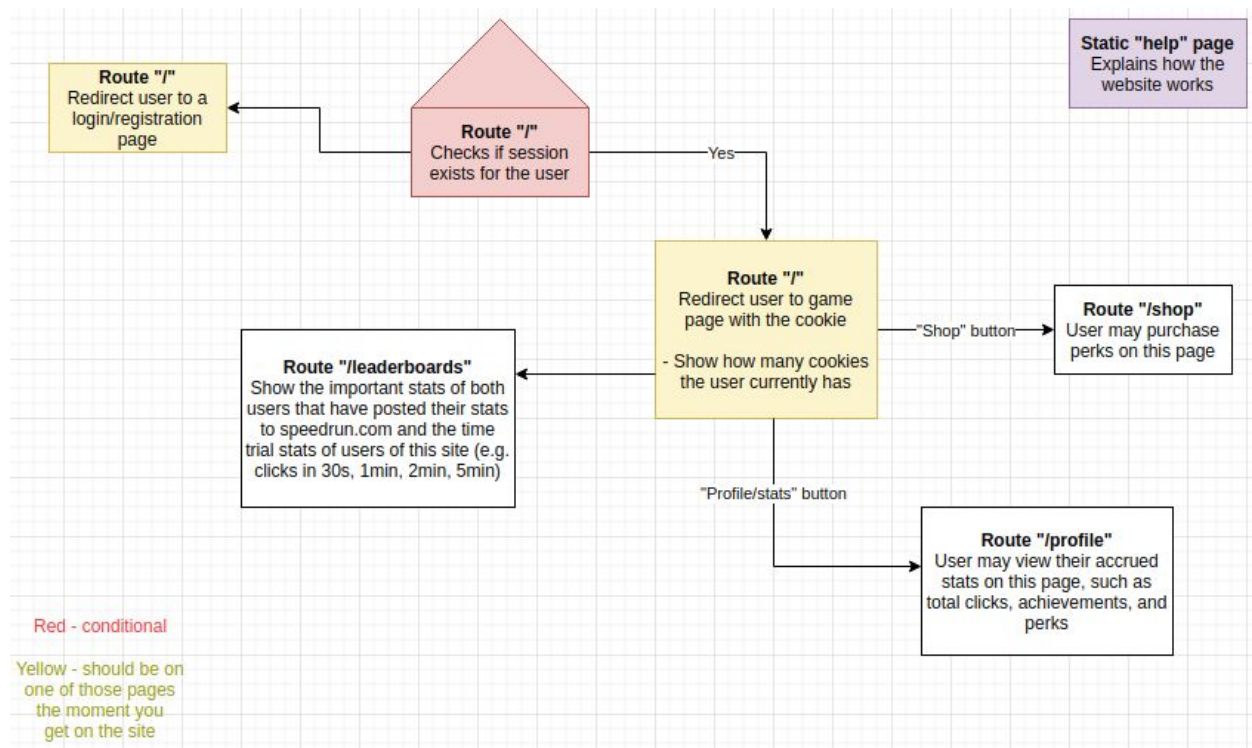 Route "/"
Redirect user to a
login/registration
page
Route "/"
Checks if session
exists for the user
Static "help" page
Explains how the
website works
Yes
Route "/"
Redirect user to game
page with the cookie
- Show how many cookies
the user currently has
"Shop" button
Route "/shop"
User may purchase
perks on this page
Route "/leaderboards"
Show the important stats of both
users that have posted their stats
to speedrun.com and the time
trial stats of users of this site (e.g.
clicks in 30s, 1min, 2min, 5min)
"Profile/stats" button
Route "/profile"
User may view their accrued
stats on this page, such as
total clicks, achievements, and
perks
Red - conditional
Yellow - should be on
one of those pages
the moment you
get on the site